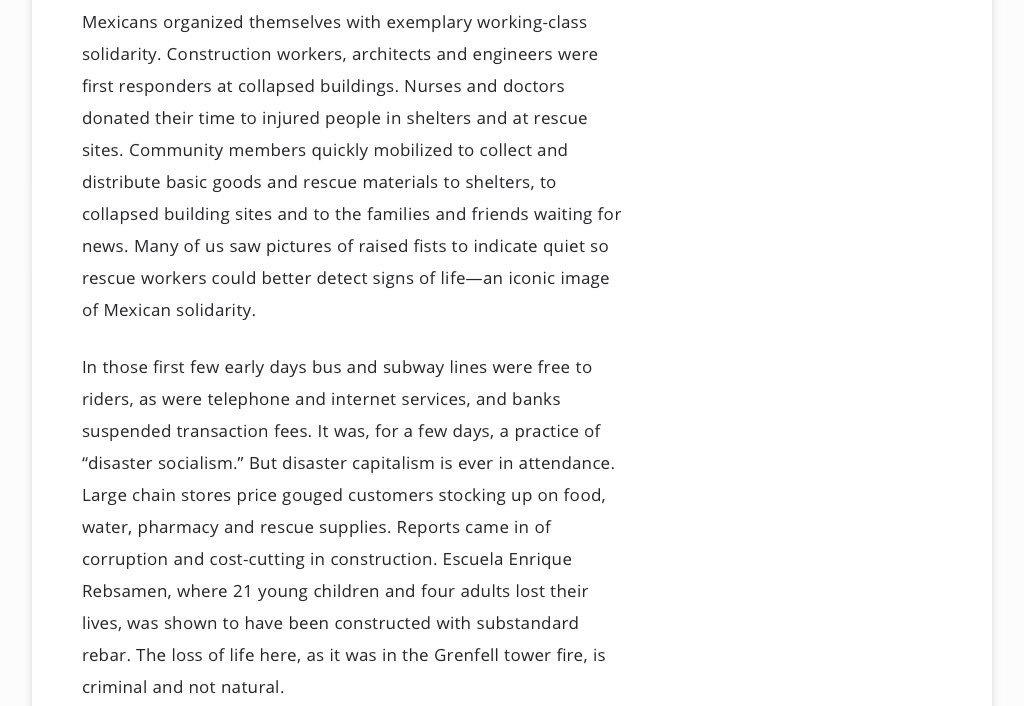 Mexicans organized themselves with exemplary working-class
solidarity. Construction workers, architects and engineers were
first responders at collapsed buildings. Nurses and doctors
donated their time to injured people in shelters and at rescue
sites. Community members quickly mobilized to collect and
distribute basic goods and rescue materials to shelters, to
collapsed building sites and to the families and friends waiting for
news. Many of us saw pictures of raised fists to indicate quiet so
rescue workers could better detect signs of life—an iconic image
of Mexican solidarity.
In those first few early days bus and subway lines were free to
riders, as were telephone and internet services, and banks
suspended transaction fees. It was, for a few days, a practice of
“disaster socialism.” But disaster capitalism is ever in attendance.
Large chain stores price gouged customers stocking up on food,
water, pharmacy and rescue supplies. Reports came in of
corruption and cost-cutting in construction. Escuela Enrique
Rebsamen, where 21 young children and four adults lost their
lives, was shown to have been constructed with substandard
rebar. The loss of life here, as it was in the Grenfell tower fire, is
criminal and not natural.